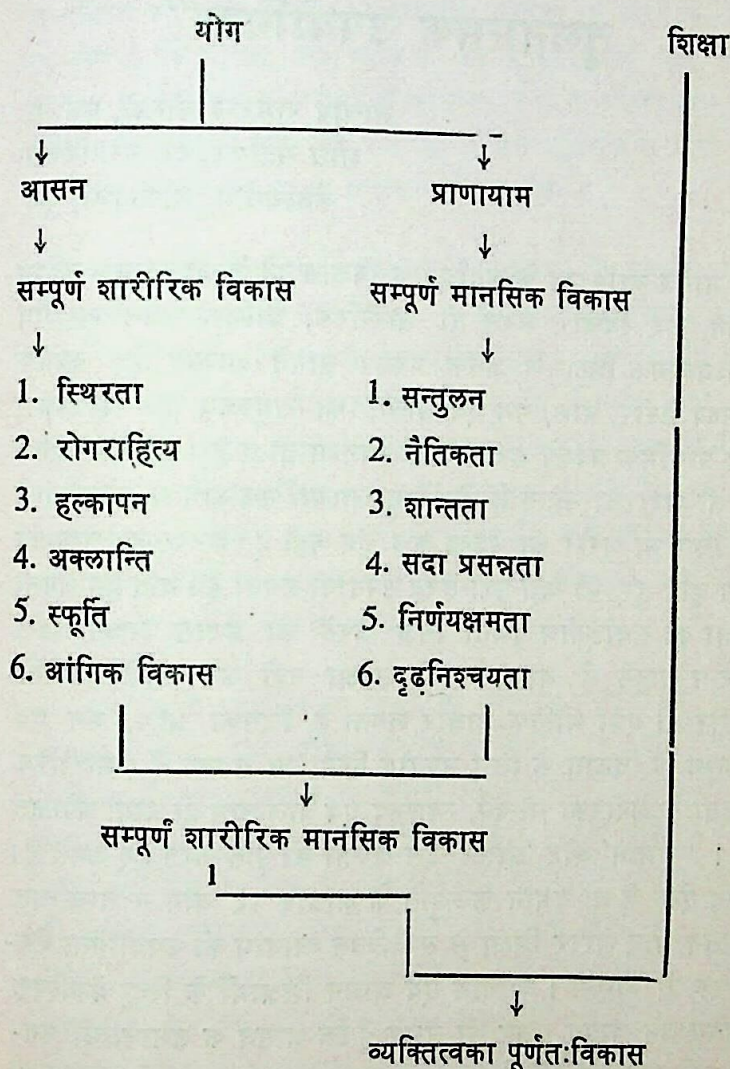 योग
शिक्षा
आसन
प्राणायाम
सम्पूर्ण शारीरिक विकास
सम्पूर्ण मानसिक विकास
1. स्थिरता
2. रोगराहित्य
3. हल्कापन
4. अक्लान्ति
5. स्फूर्ति
6. आंगिक विकास
1. सन्तुलन
2. नैतिकता
3. शान्तता
4. सदा प्रसन्नता
5. निर्णयक्षमता
6. दृढ़निश्चयता
सम्पूर्ण शारीरिक मानसिक विकास
1
व्यक्तित्वका पूर्णतःविकास